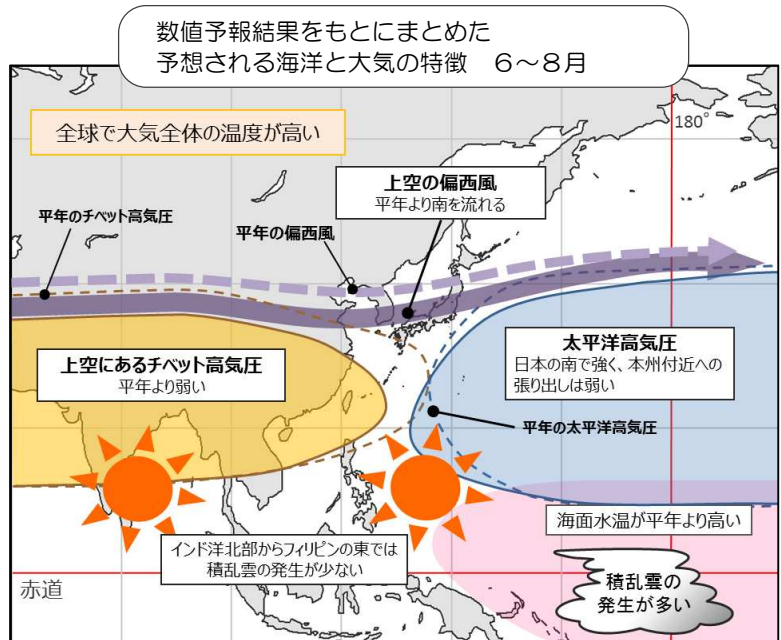 数値予報結果をもとにまとめた
予想される海洋と大気の特徴　６～８月
全球で大気全体の温度が高い
180°
上空の偏西風
平年より南を流れる
平年のチベット高気圧
平年の偏西風
上空にあるチベット高気圧
平年より弱い
太平洋高気圧
日本の南で強く、本州付近への
張り出しは弱い
平年の太平洋高気圧
海面水温が平年より高い
インド洋北部からフィリピンの東では
積乱雲の発生が少ない
積乱雲の
発生が多い
赤道